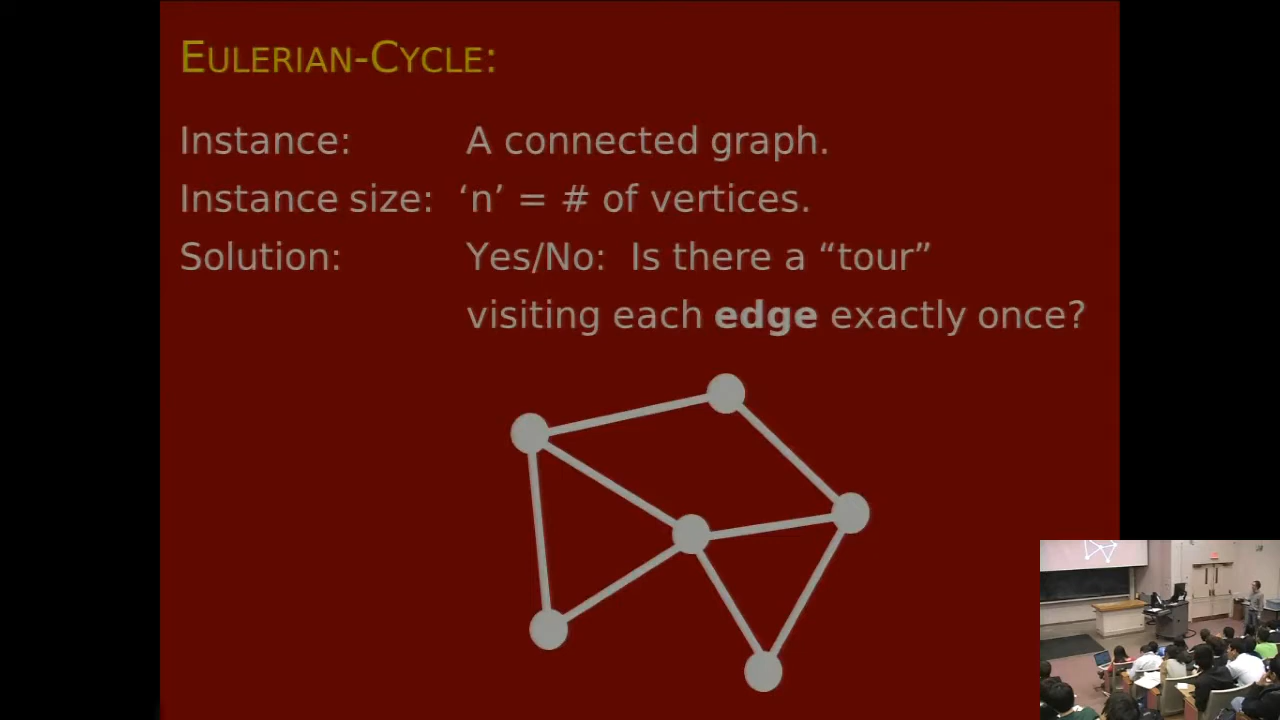 EULERIAN-CYCLE:
Instance: A connected graph.
Instance size: ‘n’ = # of vertices.
Solution: Yes/No: Is there a “tour”
visiting each edge exactly once?